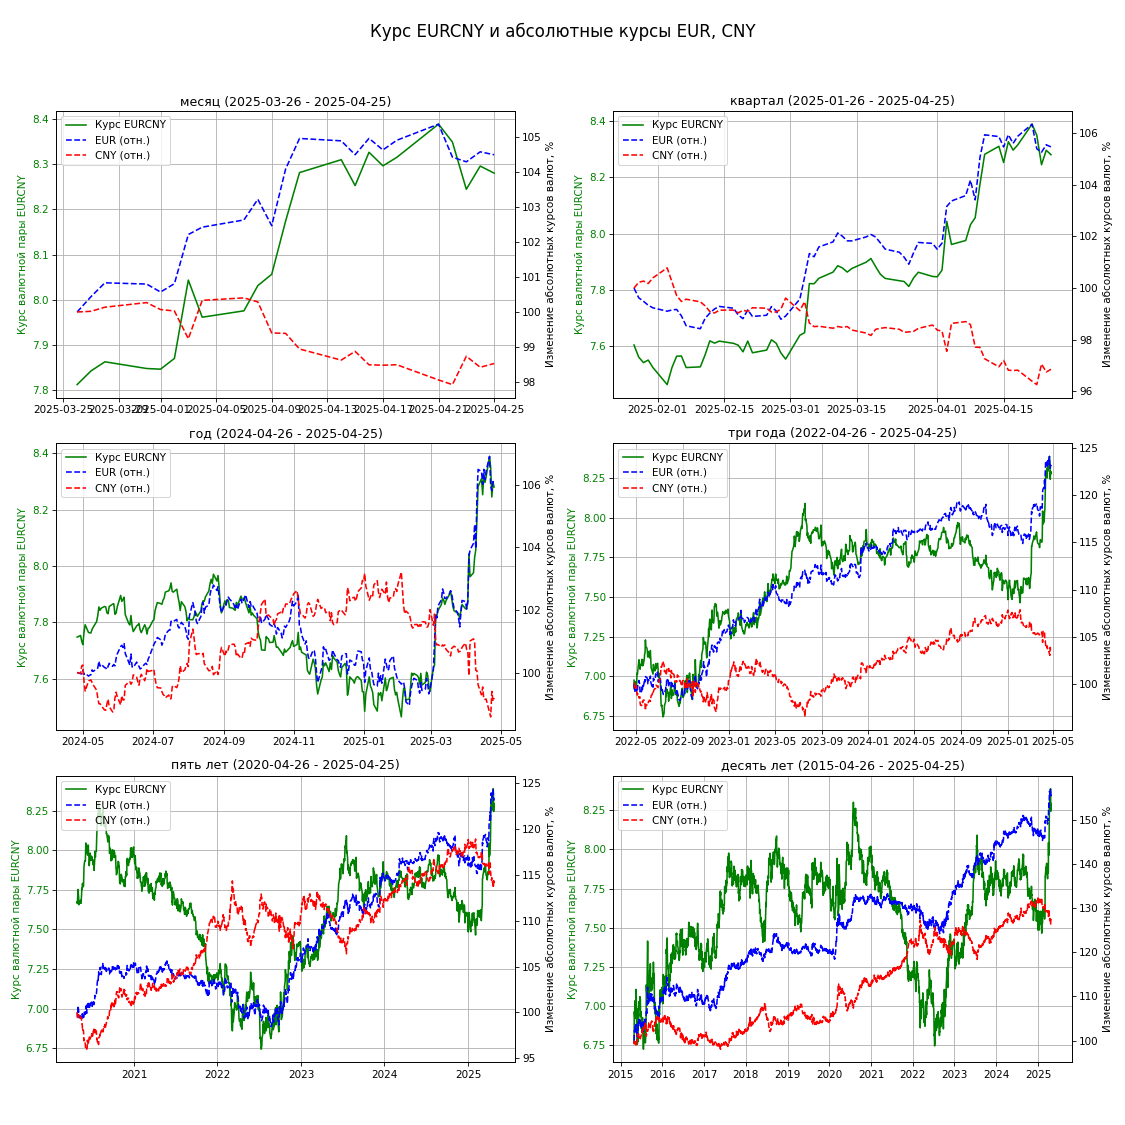 Курс EURCNY и абсолютные курсы EUR, CNY
месяц (2025-03-26 - 2025-04-25)
Курс EURCNY
EUR (отн.)
CNY (отн.)
Курс валютной пары EURCNY
8.4
8.3
8.2
8.1
8.0
7.9
7.8
105
104
103
102
101
100
99
98
Изменение абсолютных курсов валют, %
2025-03-25 2025-03-29 2025-04-01 2025-04-05 2025-04-09 2025-04-13 2025-04-17 2025-04-21 2025-04-25
квартал (2025-01-26 - 2025-04-25)
Курс EURCNY
EUR (отн.)
CNY (отн.)
Курс валютной пары EURCNY
8.4
8.2
8.0
7.8
7.6
106
104
102
100
98
96
Изменение абсолютных курсов валют, %
2025-02-01 2025-02-15 2025-03-01 2025-03-15 2025-04-01 2025-04-15
год (2024-04-26 - 2025-04-25)
Курс EURCNY
EUR (отн.)
CNY (отн.)
Курс валютной пары EURCNY
8.4
8.2
8.0
7.8
7.6
106
104
102
100
Изменение абсолютных курсов валют, %
2024-05 2024-07 2024-09 2024-11 2025-01 2025-03 2025-05
три года (2022-04-26 - 2025-04-25)
Курс EURCNY
EUR (отн.)
CNY (отн.)
Курс валютной пары EURCNY
8.25
8.00
7.75
7.50
7.25
7.00
6.75
125
120
115
110
105
100
Изменение абсолютных курсов валют, %
2022-05 2022-09 2023-01 2023-05 2023-09 2024-01 2024-05 2024-09 2025-01 2025-05
пять лет (2020-04-26 - 2025-04-25)
Курс EURCNY
EUR (отн.)
CNY (отн.)
Курс валютной пары EURCNY
8.25
8.00
7.75
7.50
7.25
7.00
6.75
125
120
115
110
105
100
95
Изменение абсолютных курсов валют, %
2021 2022 2023 2024 2025
десять лет (2015-04-26 - 2025-04-25)
Курс EURCNY
EUR (отн.)
CNY (отн.)
Курс валютной пары EURCNY
8.25
8.00
7.75
7.50
7.25
7.00
6.75
150
140
130
120
110
100
Изменение абсолютных курсов валют, %
2015 2016 2017 2018 2019 2020 2021 2022 2023 2024 2025